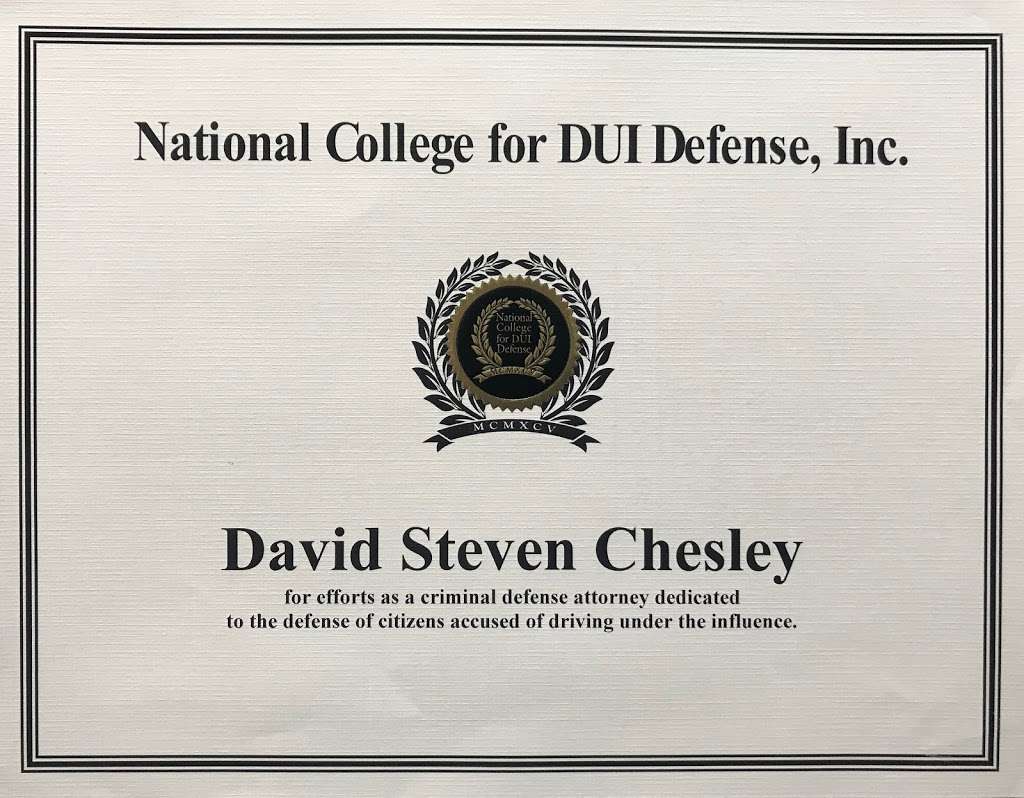 National College for DUI Defense, Inc.
National
College
for DUI
Defense
MCMXCV
MCMXCV
David Steven Chesley
for efforts as a criminal defense attorney dedicated
to the defense of citizens accused of driving under the influence.